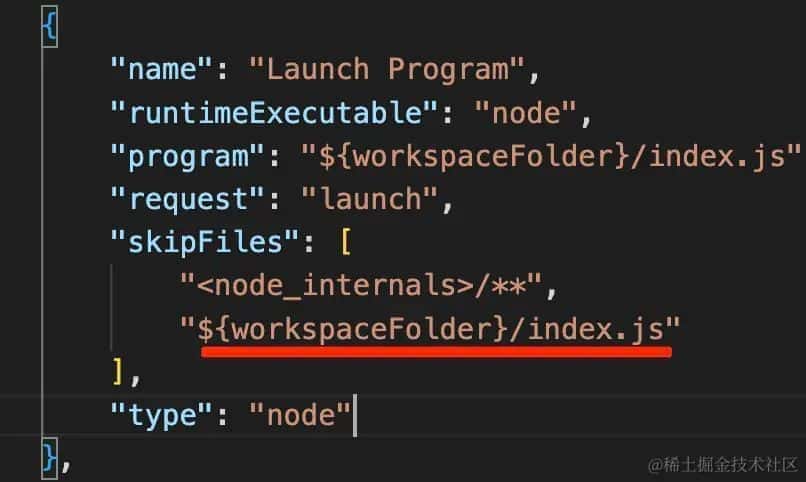 {
"name": "Launch Program",
"runtimeExecutable": "node",
"program": "${workspaceFolder}/index.js"
"request": "launch",
"skipFiles": [
"<node_internals>/**",
"${workspaceFolder}/index.js"
],
"type": "node"
},
@稀土掘金技术社区